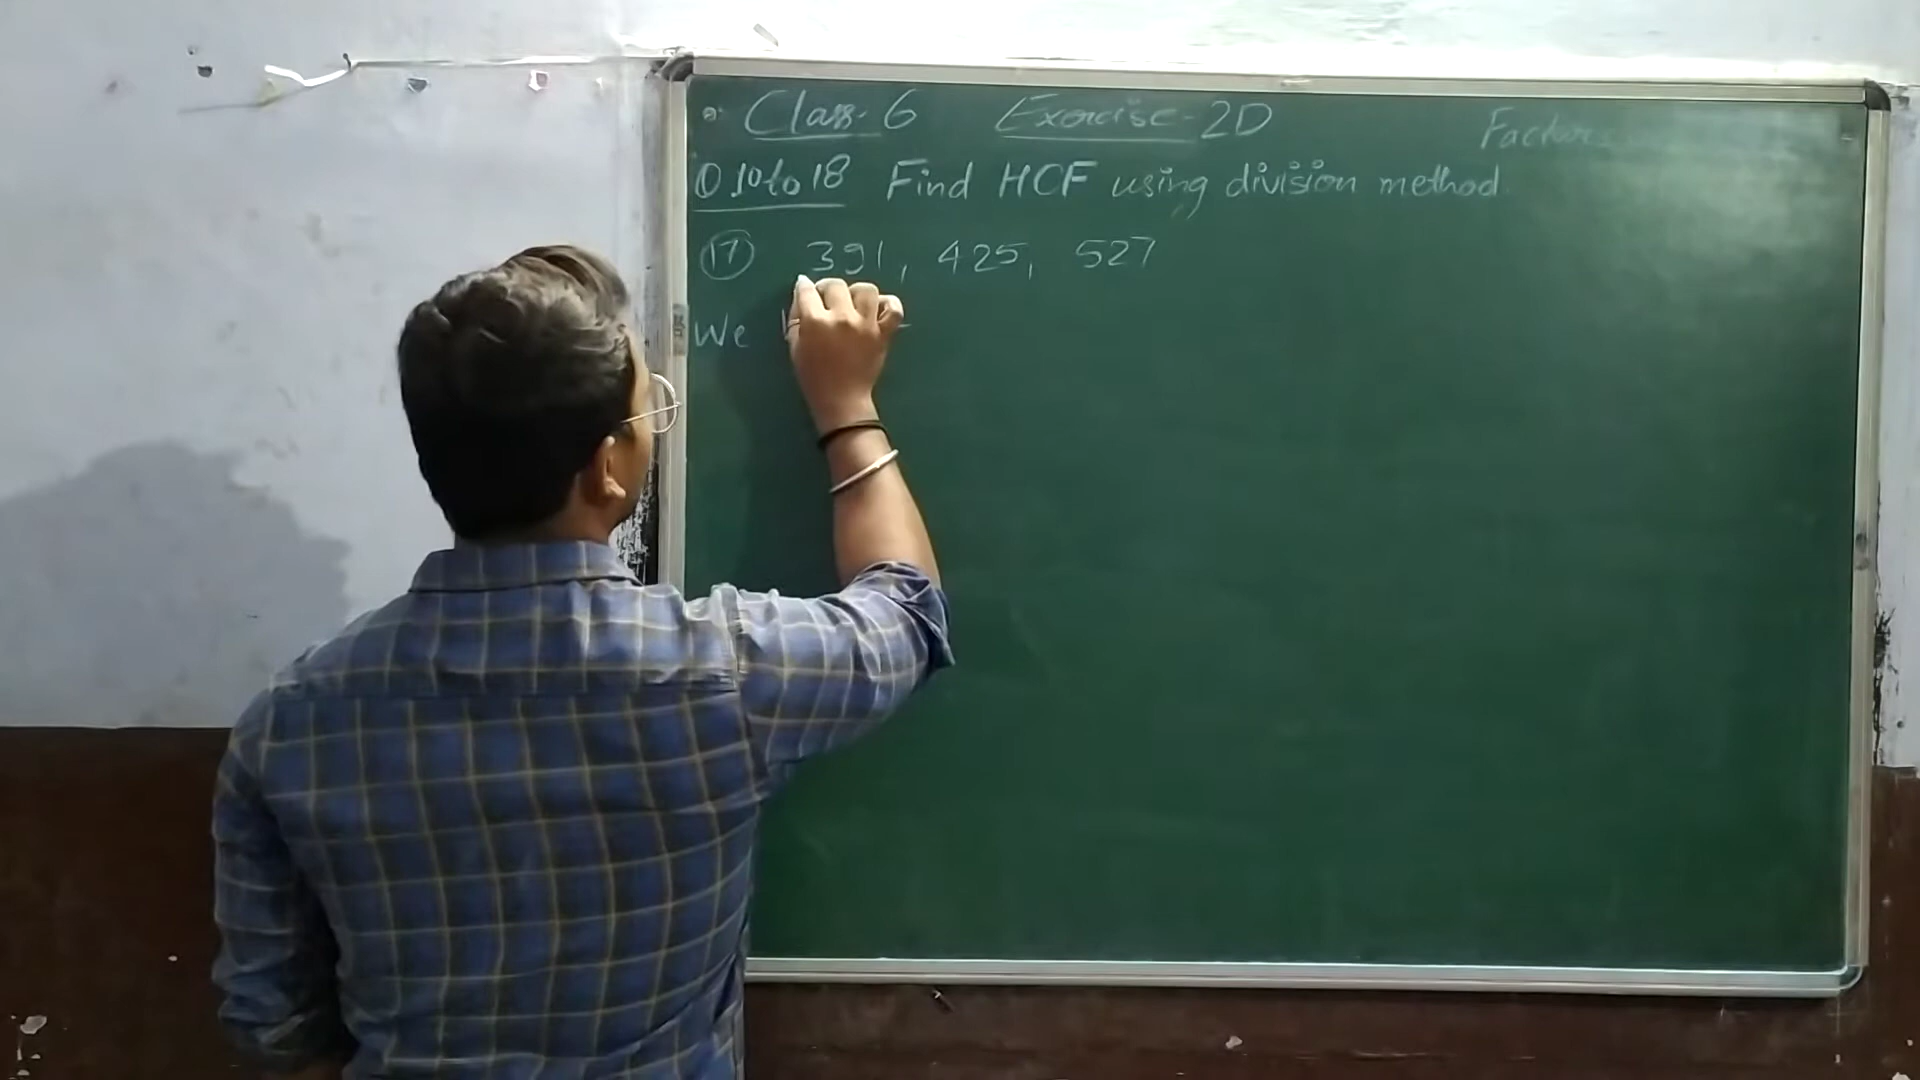 Class-6 Exercise-2D
Q 10 to 18 Find HCF using division method.
17 391, 425, 527
We